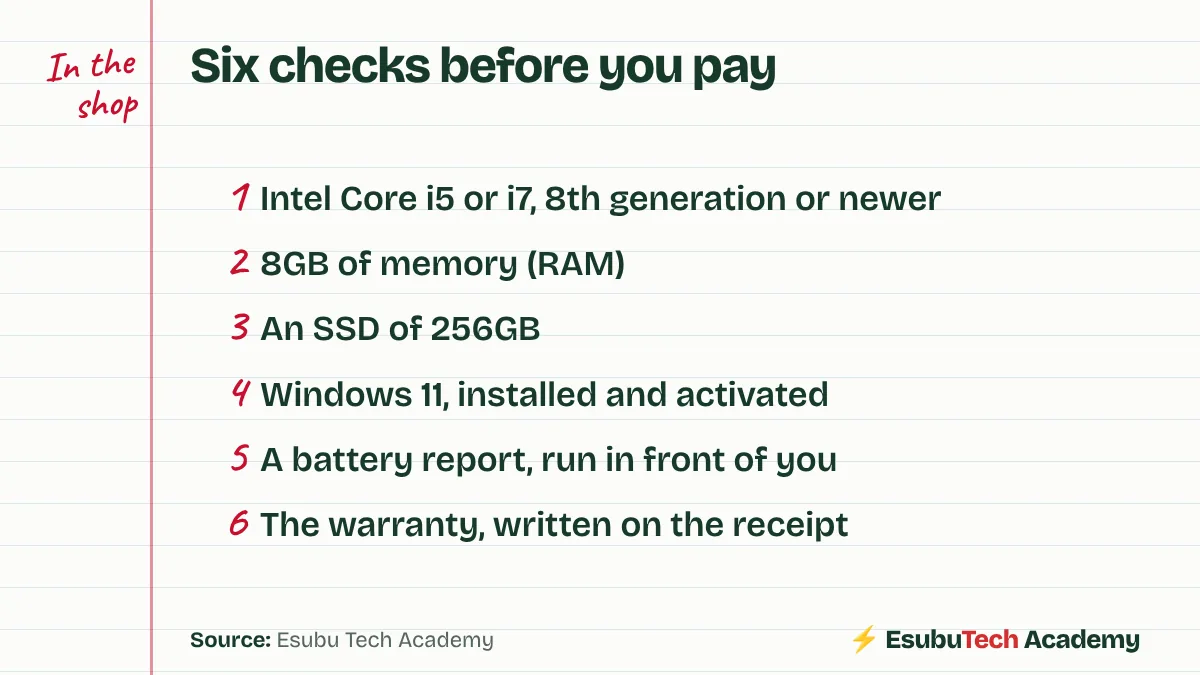 In the
shop
Six checks before you pay
1 Intel Core i5 or i7, 8th generation or newer
2 8GB of memory (RAM)
3 An SSD of 256GB
4 Windows 11, installed and activated
5 A battery report, run in front of you
6 The warranty, written on the receipt
Source: Esubu Tech Academy
⚡ EsubuTech Academy